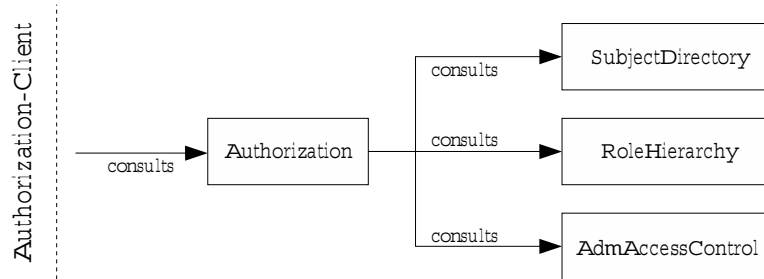 Authorization-Client
consults
Authorization
consults
SubjectDirectory
consults
RoleHierarchy
consults
AdmAccessControl